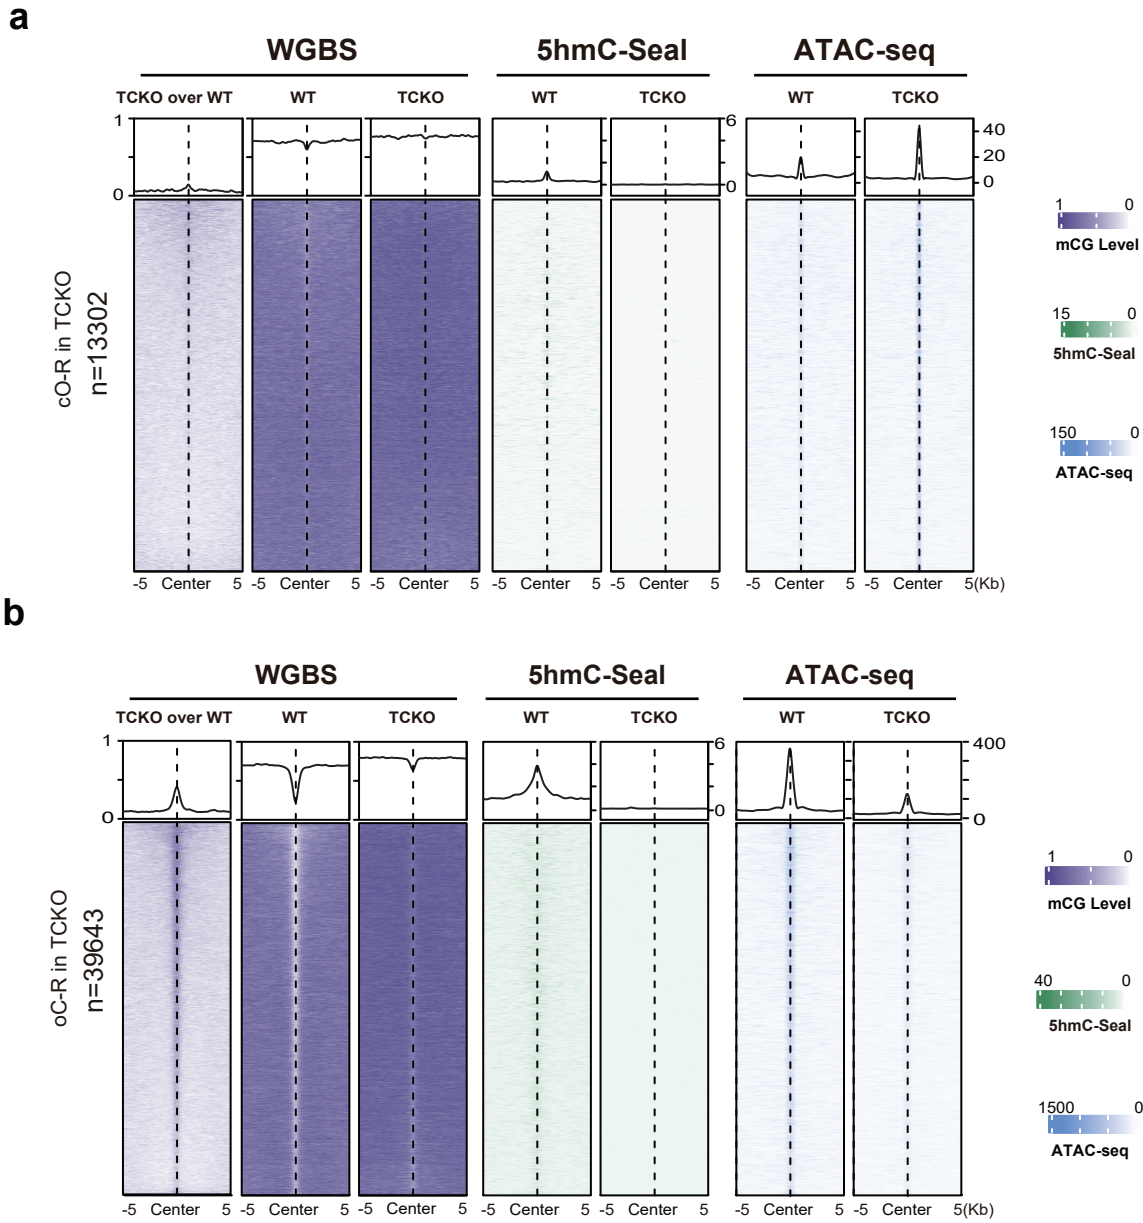 a
WGBS 5hmC-Seal ATAC-seq
TCKO over WT WT TCKO WT TCKO WT TCKO
1 6
40
20
0 0 0
1 0
mCG Level
cO-R in TCKO
n=13302
15 0
5hmC-Seal
150 0
ATAC-seq
-5 Center 5 -5 Center 5 -5 Center 5 -5 Center 5 -5 Center 5 -5 Center 5 -5 Center 5(Kb)
b
WGBS 5hmC-Seal ATAC-seq
TCKO over WT WT TCKO WT TCKO WT TCKO
1 6 400
0 0 0
1 0
mCG Level
oC-R in TCKO
n=39643
40 0
5hmC-Seal
1500 0
ATAC-seq
-5 Center 5 -5 Center 5 -5 Center 5 -5 Center 5 -5 Center 5 -5 Center 5 -5 Center 5(Kb)